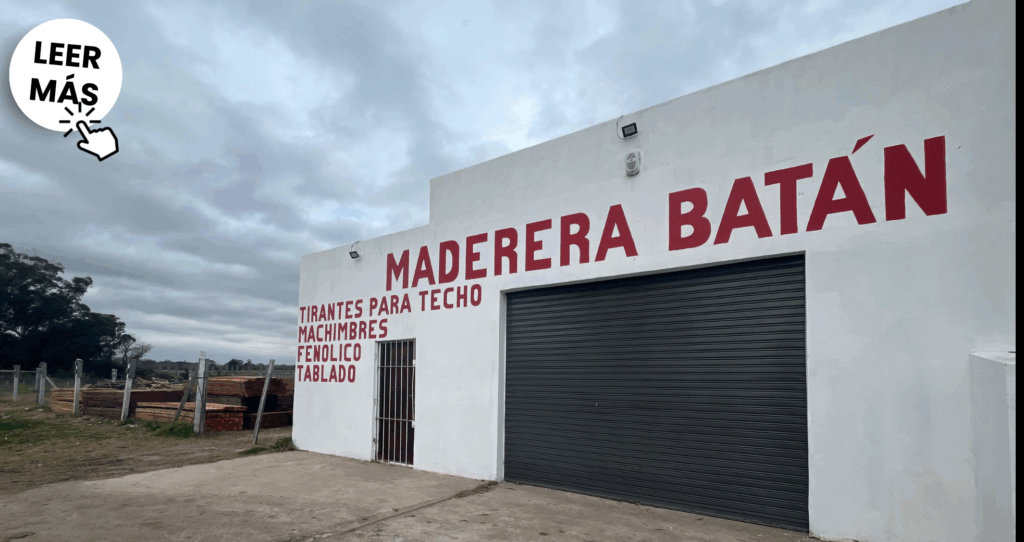 LEER
MÁS
MADERERA BATÁN
TIRANTES PARA TECHO
MACHIMBRES
FENOLICO
TABLADO